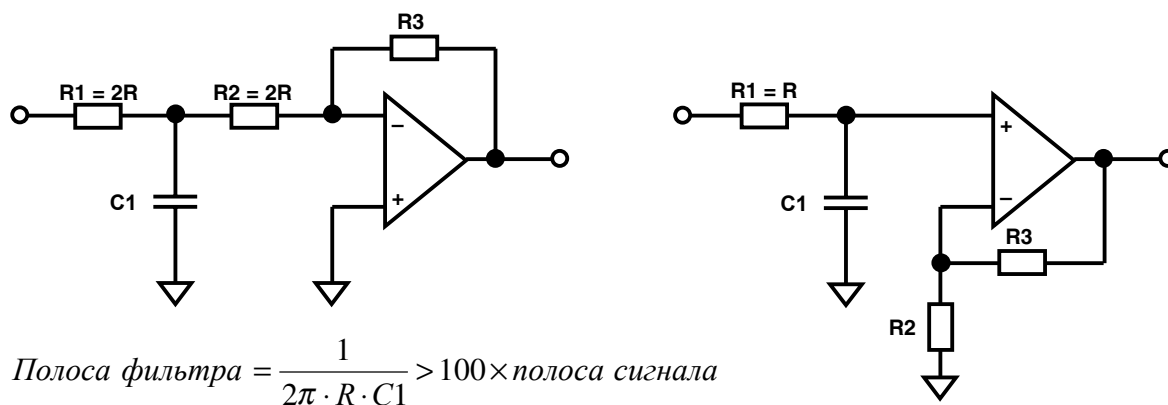 R3
R1 = 2R
R2 = 2R
−
+
C1
R1 = R
+
−
C1
R3
R2
Полоса фильтра = 1 / (2π · R · C1) > 100 × полоса сигнала